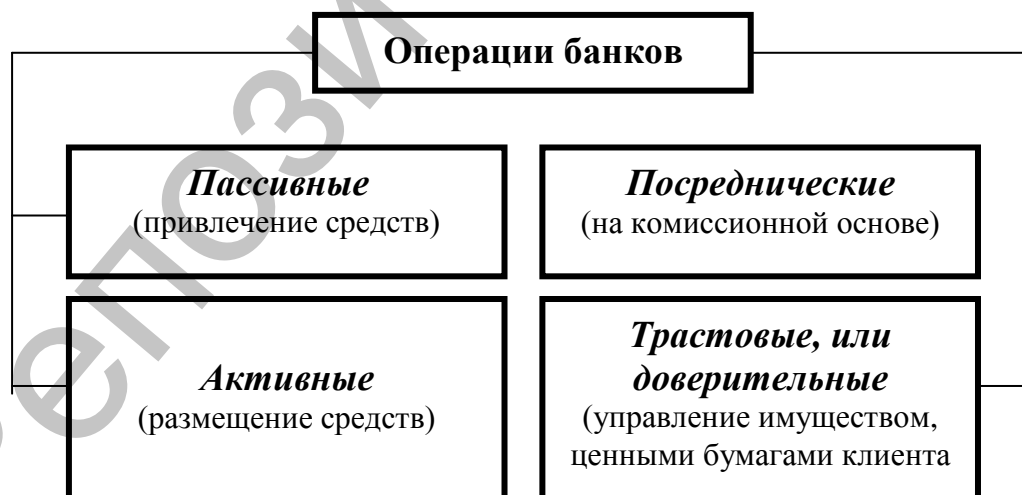 Операции банков
Пассивные
(привлечение средств)
Посреднические
(на комиссионной основе)
Активные
(размещение средств)
Трастовые, или
доверительные
(управление имуществом,
ценными бумагами клиента